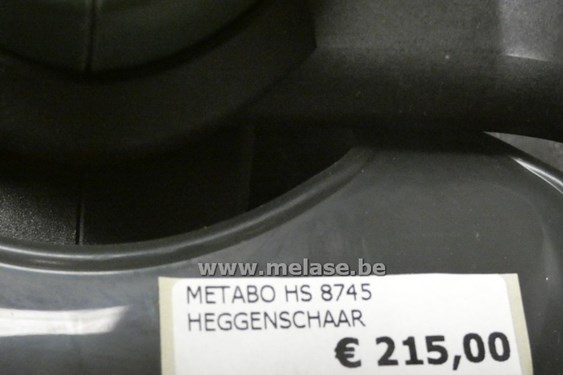 www.melase.be
METABO HS 8745
HEGGENSCHAAR
€ 215,00